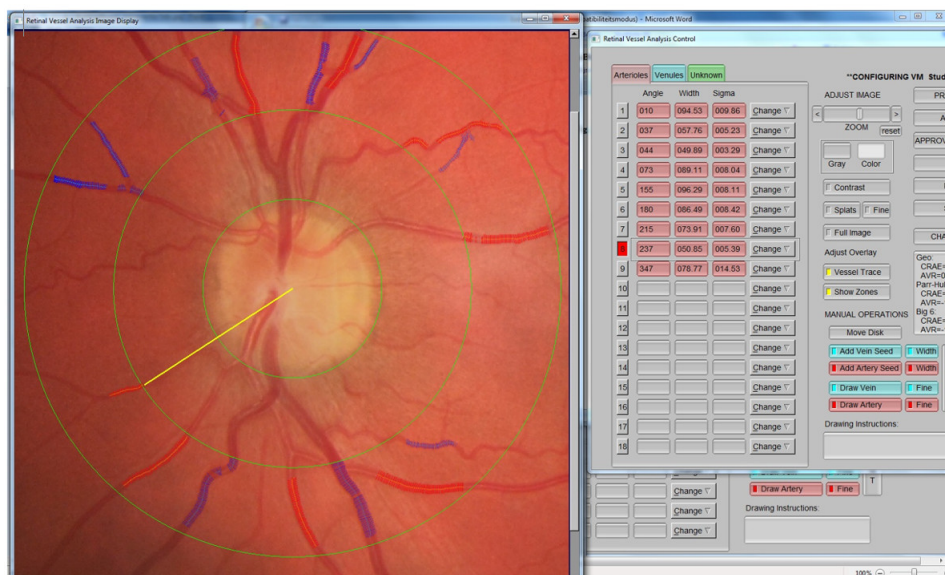 Retinal Vessel Analysis Image Display
atibiliteitsmodus) - Microsoft Word
Retinal Vessel Analysis Control
Arterioles Venules Unknown
Angle Width Sigma
1 010 094.53 009.86 Change
2 037 057.76 005.23 Change
3 044 049.89 003.29 Change
4 073 089.11 008.04 Change
5 155 096.29 008.11 Change
6 180 086.49 008.42 Change
7 215 073.91 007.60 Change
8 237 050.85 005.39 Change
9 347 078.77 014.53 Change
10 Change
11 Change
12 Change
13 Change
14 Change
15 Change
16 Change
17 Change
18 Change
**CONFIGURING VM Stud
ADJUST IMAGE
PR
A
< >
ZOOM reset
APPROV
Gray Color
Contrast
Splats Fine
Full Image
CHA
Adjust Overlay
Vessel Trace
Show Zones
Geo:
CRAE=
AVR=0
Parr-Hul
CRAE=
AVR=-
Big 6:
CRAE=
AVR=-
MANUAL OPERATIONS
Move Disk
Add Vein Seed Width
Add Artery Seed Width
Draw Vein Fine
Draw Artery Fine
Drawing Instructions:
Change
Change
Change
Change
Draw Artery Fine
T
Drawing Instructions:
100%